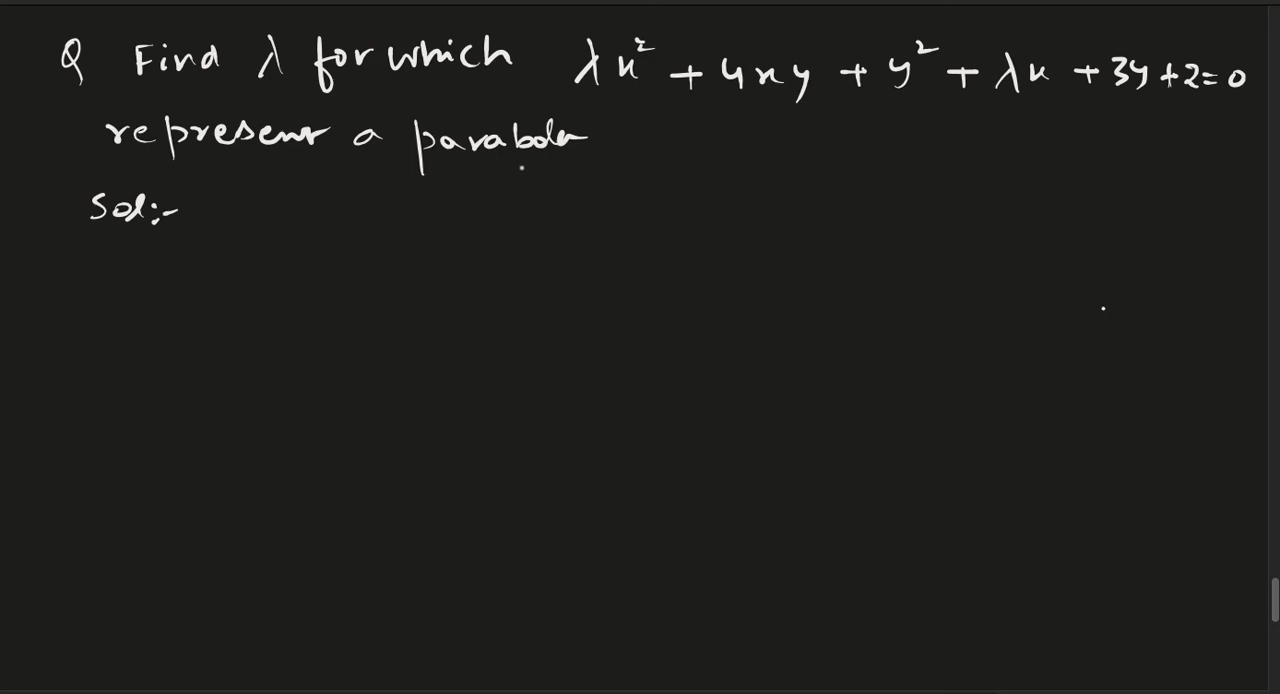 Q Find λ for which λx² + 4xy + y² + λx + 3y + 2 = 0
represent a parabola
Sol:-